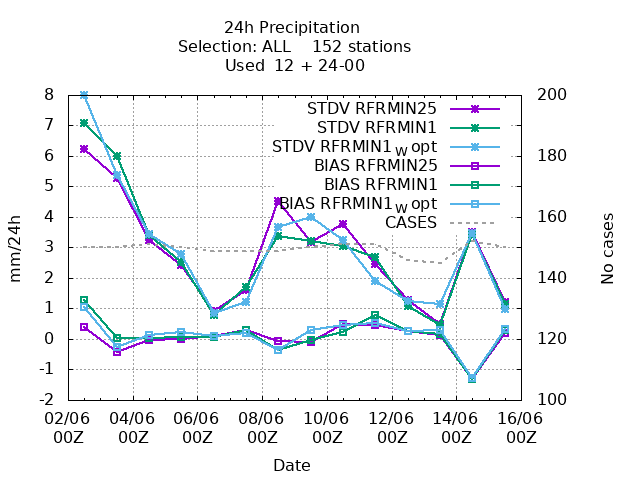 24h Precipitation
Selection: ALL    152 stations
Used  12 + 24-00
8
7
6
5
4
3
2
1
0
-1
-2
mm/24h
200
180
160
140
120
100
No cases
STDV RFRMIN25
STDV RFRMIN1
STDV RFRMIN1W opt
BIAS RFRMIN25
BIAS RFRMIN1
BIAS RFRMIN1W opt
CASES
02/06 04/06 06/06 08/06 10/06 12/06 14/06 16/06
00Z 00Z 00Z 00Z 00Z 00Z 00Z 00Z
Date